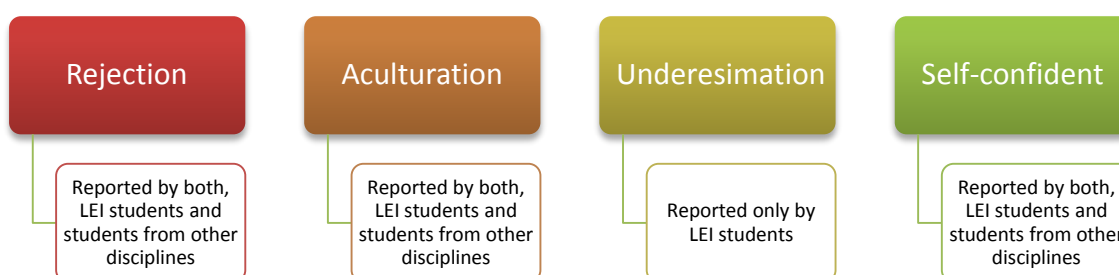 Rejection
Reported by both,
LEI students and
students from other
disciplines
Aculturation
Reported by both,
LEI students and
students from other
disciplines
Underesimation
Reported only by
LEI students
Self-confident
Reported by both,
LEI students and
students from other
disciplines